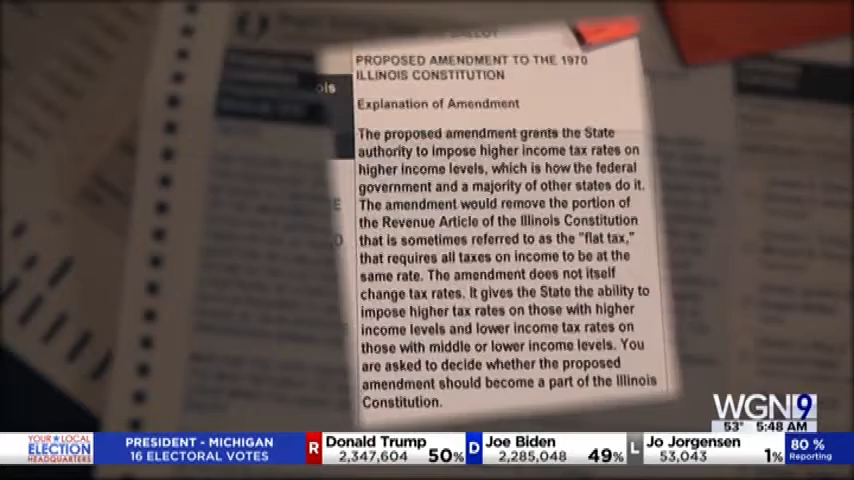 BALLOT
PROPOSED AMENDMENT TO THE 1970
ILLINOIS CONSTITUTION
Explanation of Amendment
The proposed amendment grants the State
authority to impose higher income tax rates on
higher income levels, which is how the federal
government and a majority of other states do it.
The amendment would remove the portion of
the Revenue Article of the Illinois Constitution
that is sometimes referred to as the "flat tax,"
that requires all taxes on income to be at the
same rate. The amendment does not itself
change tax rates. It gives the State the ability to
impose higher tax rates on those with higher
income levels and lower income tax rates on
those with middle or lower income levels. You
are asked to decide whether the proposed
amendment should become a part of the Illinois
Constitution.
WGN9
53° 5:48 AM
YOUR LOCAL
ELECTION
HEADQUARTERS
PRESIDENT - MICHIGAN
16 ELECTORAL VOTES
R Donald Trump
2,347,604 50%
D Joe Biden
2,285,048 49%
L Jo Jorgensen
53,043 1%
80 %
Reporting